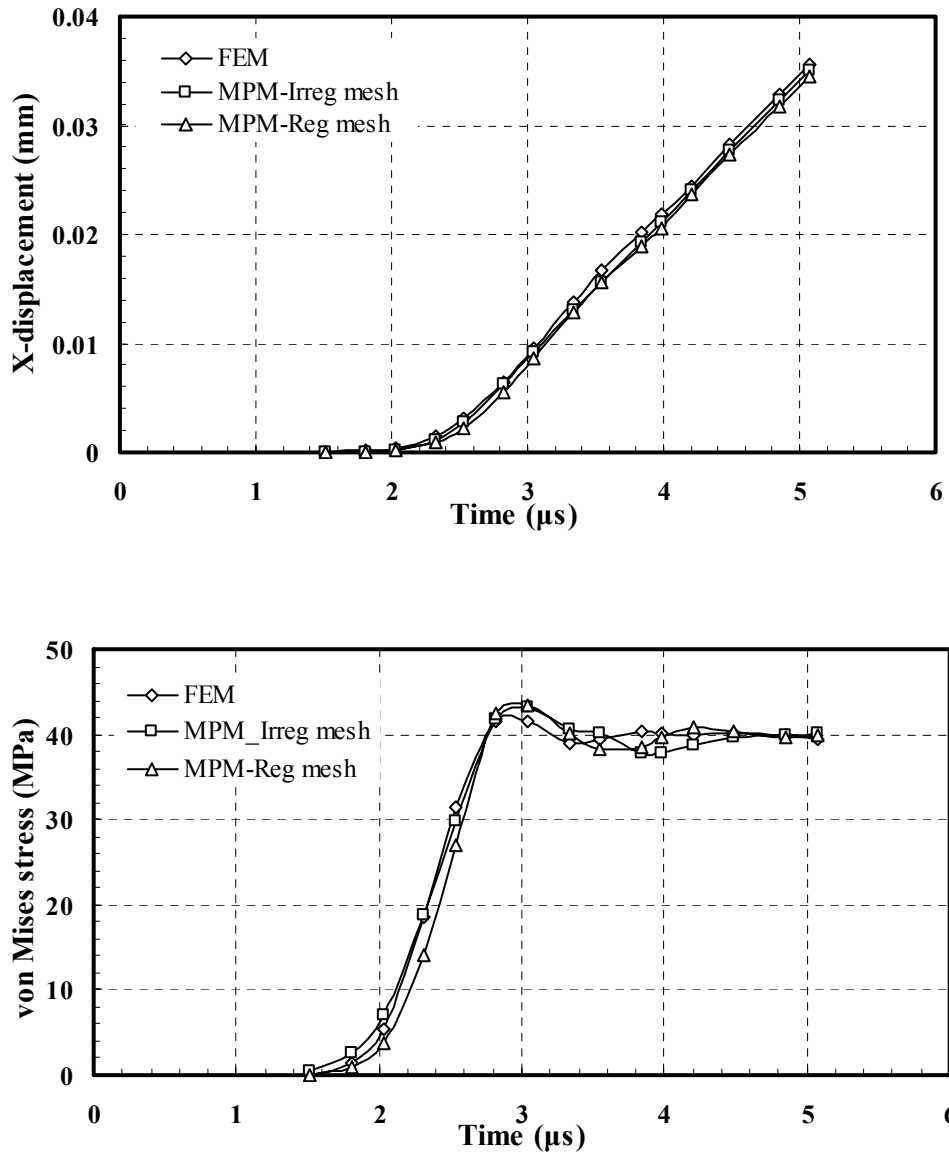 0.04
FEM
MPM-Irreg mesh
MPM-Reg mesh
0.03
0.02
0.01
0
X-displacement (mm)
0 1 2 3 4 5 6
Time (µs)
50
FEM
MPM_Irreg mesh
MPM-Reg mesh
40
30
20
10
0
von Mises stress (MPa)
0 1 2 3 4 5 6
Time (µs)